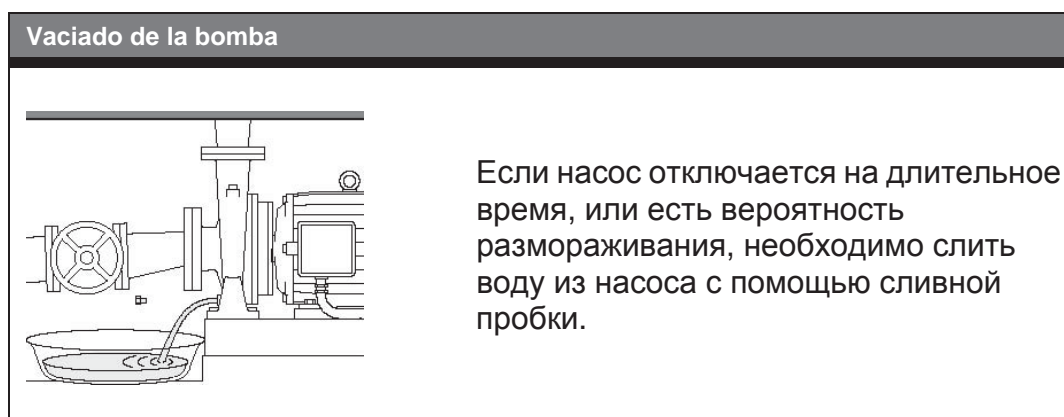 Vaciado de la bomba
Если насос отключается на длительное
время, или есть вероятность
размораживания, необходимо слить
воду из насоса с помощью сливной
пробки.